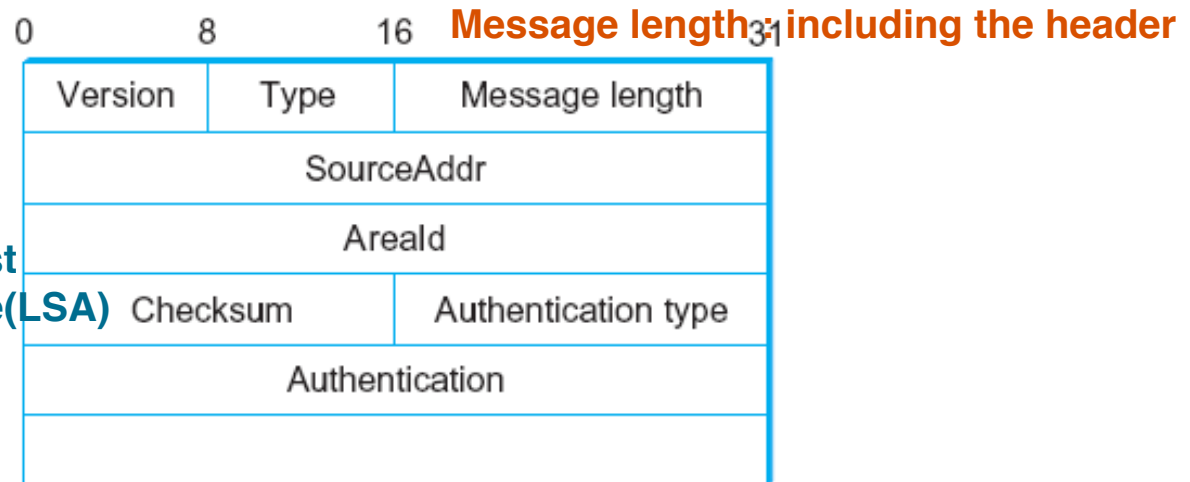 0 8 16 31 Message length : including the header
Version Type Message length
SourceAddr
AreaId
Checksum Authentication type
e(LSA)
Authentication